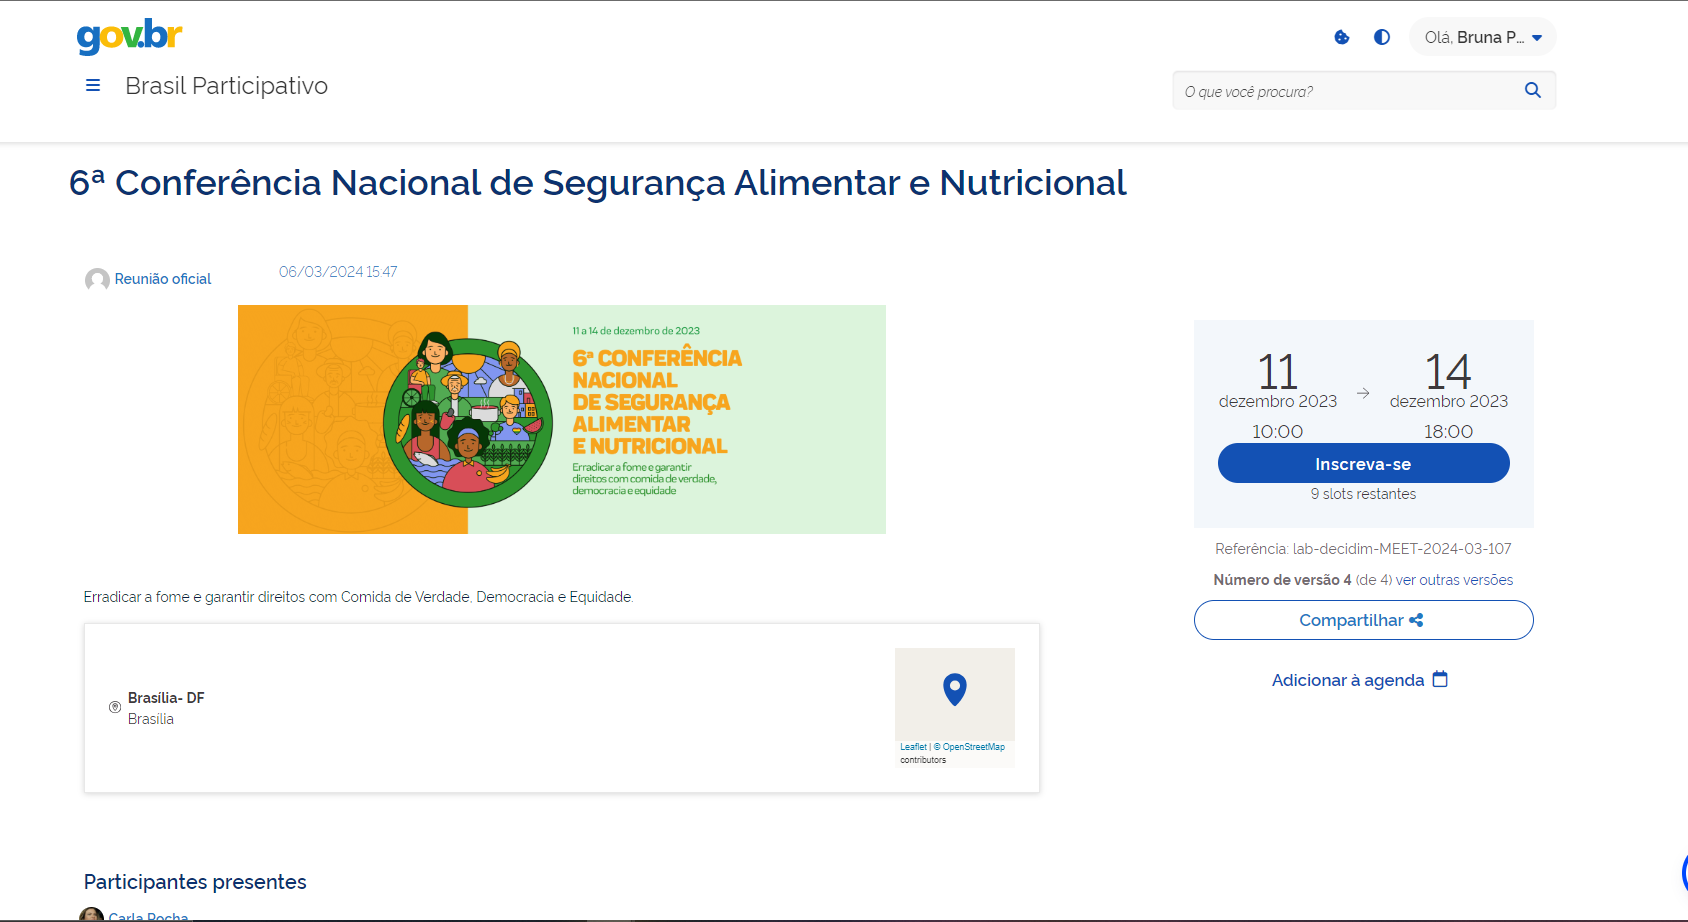 gov.br
Olá, Bruna P...
Brasil Participativo
O que você procura?
6ª Conferência Nacional de Segurança Alimentar e Nutricional
Reunião oficial
06/03/2024 15:47
11 a 14 de dezembro de 2023
6ª CONFERÊNCIA
NACIONAL
DE SEGURANÇA
ALIMENTAR
E NUTRICIONAL
Erradicar a fome e garantir
direitos com comida de verdade,
democracia e equidade
11
dezembro 2023
10:00
14
dezembro 2023
18:00
Inscreva-se
9 slots restantes
Referência: lab-decidim-MEET-2024-03-107
Número de versão 4 (de 4) ver outras versões
Compartilhar
Adicionar à agenda
Erradicar a fome e garantir direitos com Comida de Verdade, Democracia e Equidade.
Brasília- DF
Brasília
Leaflet | © OpenStreetMap
contributors
Participantes presentes
Carla Rocha